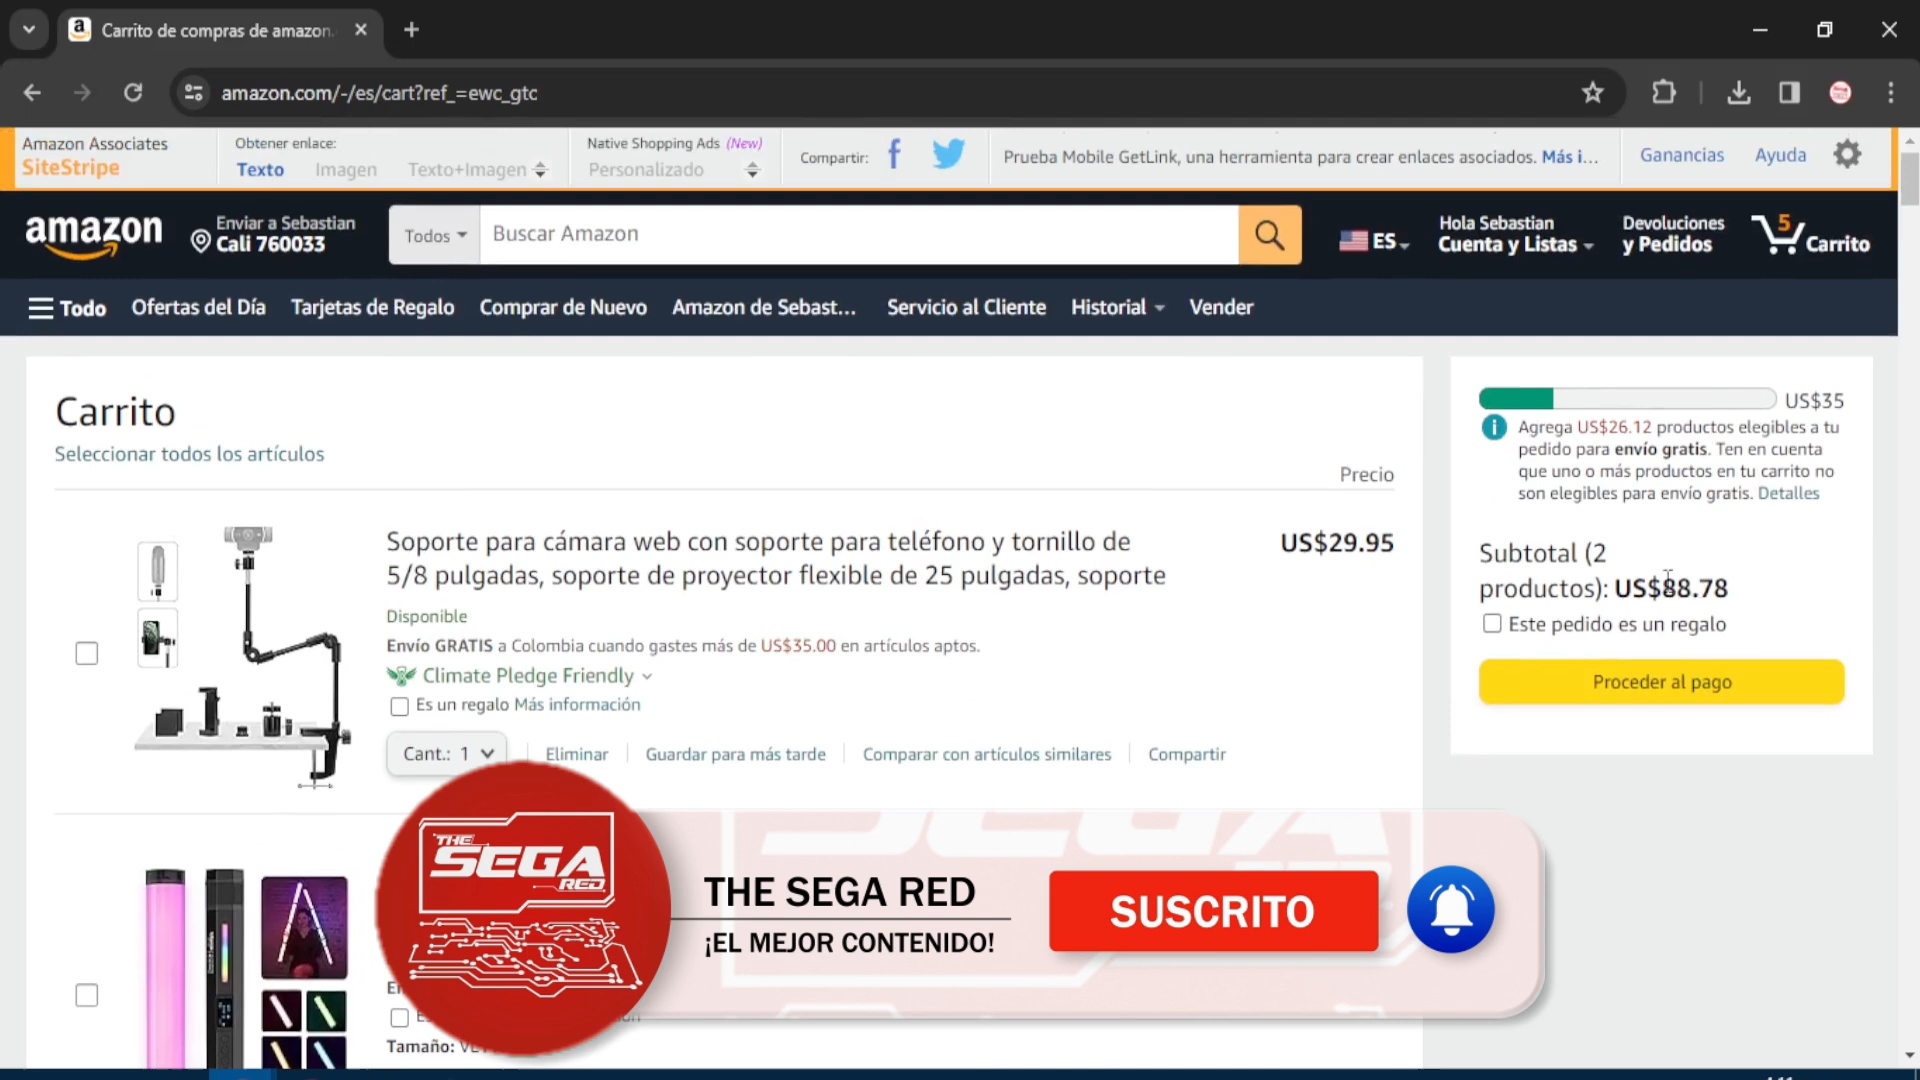 Carrito de compras de amazon.
amazon.com/-/es/cart?ref_=ewc_gtc
Amazon Associates
SiteStripe
Obtener enlace:
Texto Imagen Texto+Imagen
Native Shopping Ads (New)
Personalizado
Compartir:
Prueba Mobile GetLink, una herramienta para crear enlaces asociados. Más i...
Ganancias Ayuda
amazon
Enviar a Sebastian
Cali 760033
Todos
Buscar Amazon
ES
Hola Sebastian
Cuenta y Listas
Devoluciones
y Pedidos
5
Carrito
Todo Ofertas del Día Tarjetas de Regalo Comprar de Nuevo Amazon de Sebast... Servicio al Cliente Historial Vender
Carrito
Seleccionar todos los artículos
Precio
Soporte para cámara web con soporte para teléfono y tornillo de
5/8 pulgadas, soporte de proyector flexible de 25 pulgadas, soporte
US$29.95
Disponible
Envío GRATIS a Colombia cuando gastes más de US$35.00 en artículos aptos.
Climate Pledge Friendly
Es un regalo Más información
Cant.: 1 Eliminar Guardar para más tarde Comparar con artículos similares Compartir
US$35
Agrega US$26.12 productos elegibles a tu
pedido para envío gratis. Ten en cuenta
que uno o más productos en tu carrito no
son elegibles para envío gratis. Detalles
Subtotal (2
productos): US$88.78
Este pedido es un regalo
Proceder al pago
THE
SEGA
RED
THE SEGA RED
¡EL MEJOR CONTENIDO!
SUSCRITO
SEGA
Tamaño: